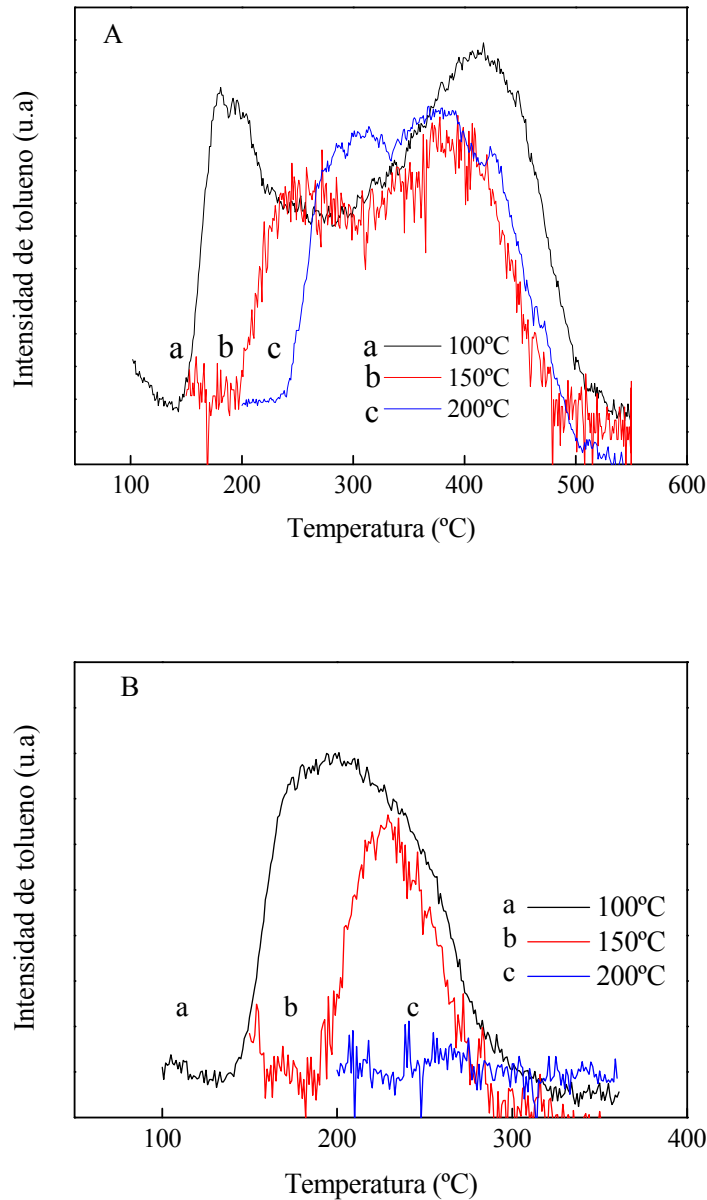 A
Intensidad de tolueno (u.a)
a b c
a 100ºC
b 150ºC
c 200ºC
100 200 300 400 500 600
Temperatura (ºC)
B
Intensidad de tolueno (u.a)
a 100ºC
b 150ºC
c 200ºC
a b c
100 200 300 400
Temperatura (ºC)